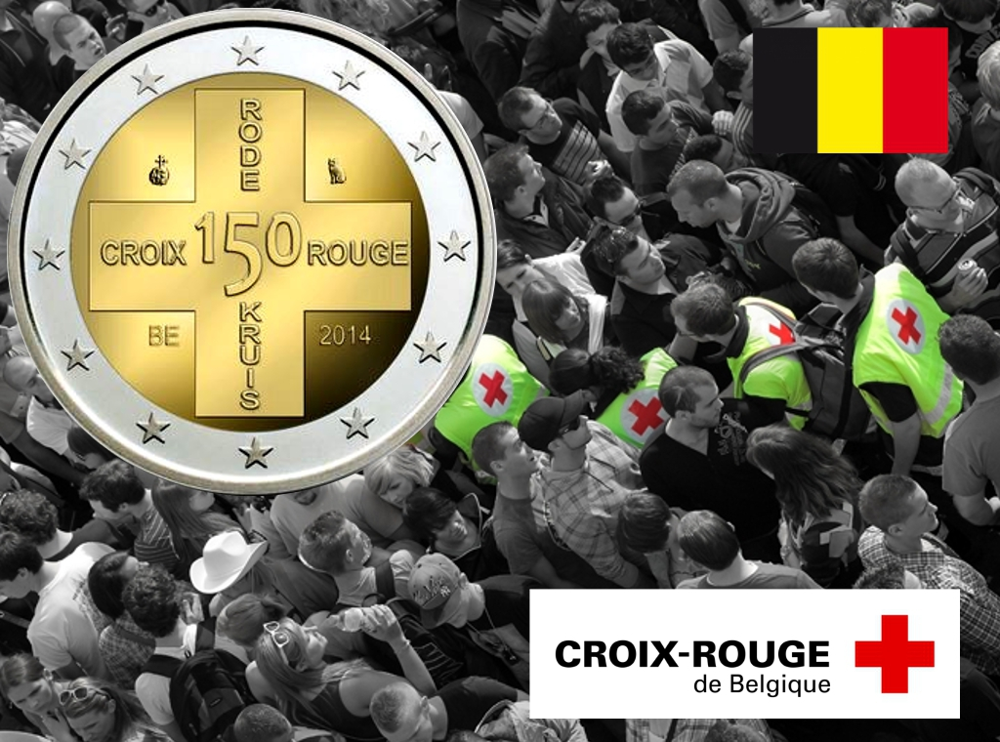 RODE
CROIX 150 ROUGE
KRUIS
BE 2014
CROIX-ROUGE
de Belgique